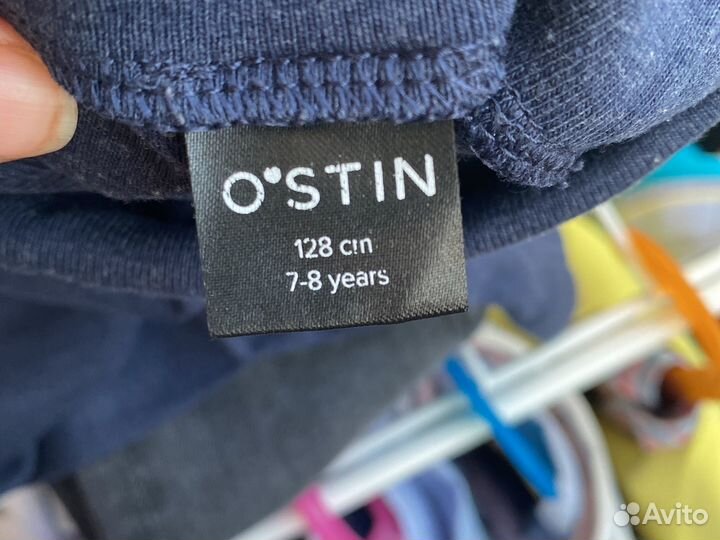 O'STIN
128 cm
7-8 years
Avito